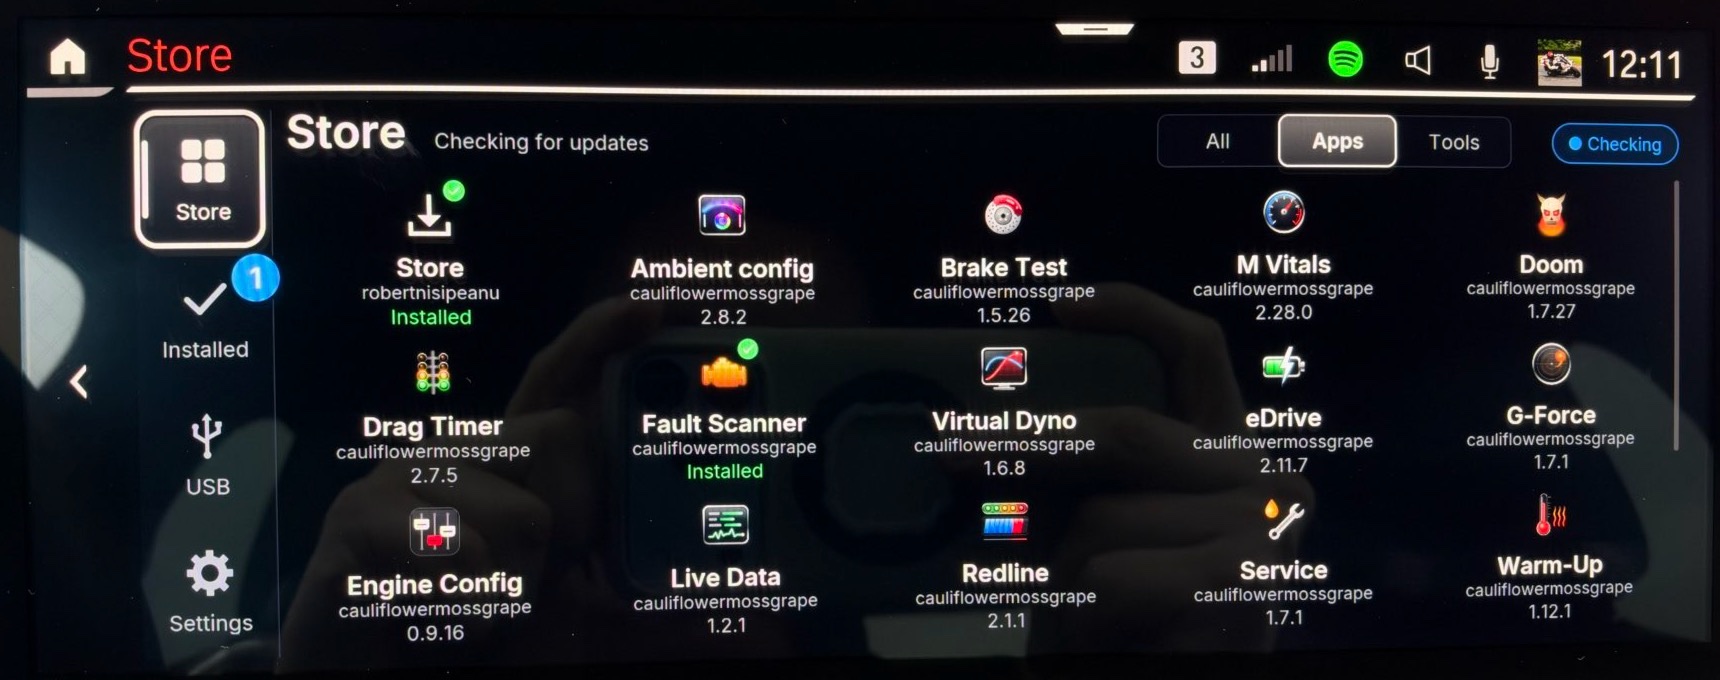 Store
3
12:11
Store
Checking for updates
All
Apps
Tools
Checking
Store
1
Installed
USB
Settings
Store
robertnisipeanu
Installed
Ambient config
cauliflowermossgrape
2.8.2
Brake Test
cauliflowermossgrape
1.5.26
M Vitals
cauliflowermossgrape
2.28.0
Doom
cauliflowermossgrape
1.7.27
Drag Timer
cauliflowermossgrape
2.7.5
Fault Scanner
cauliflowermossgrape
Installed
Virtual Dyno
cauliflowermossgrape
1.6.8
eDrive
cauliflowermossgrape
2.11.7
G-Force
cauliflowermossgrape
1.7.1
Engine Config
cauliflowermossgrape
0.9.16
Live Data
cauliflowermossgrape
1.2.1
Redline
cauliflowermossgrape
2.1.1
Service
cauliflowermossgrape
1.7.1
Warm-Up
cauliflowermossgrape
1.12.1